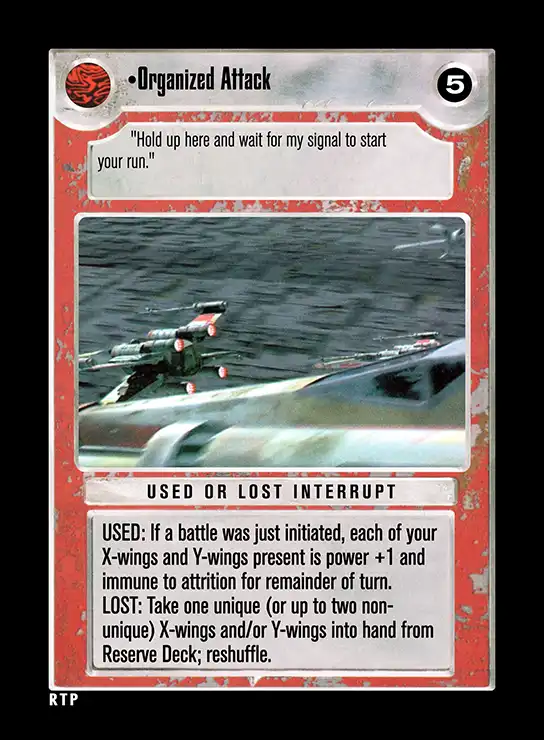 •Organized Attack
5
"Hold up here and wait for my signal to start
your run."
USED OR LOST INTERRUPT
USED: If a battle was just initiated, each of your
X-wings and Y-wings present is power +1 and
immune to attrition for remainder of turn.
LOST: Take one unique (or up to two non-
unique) X-wings and/or Y-wings into hand from
Reserve Deck; reshuffle.
RTP